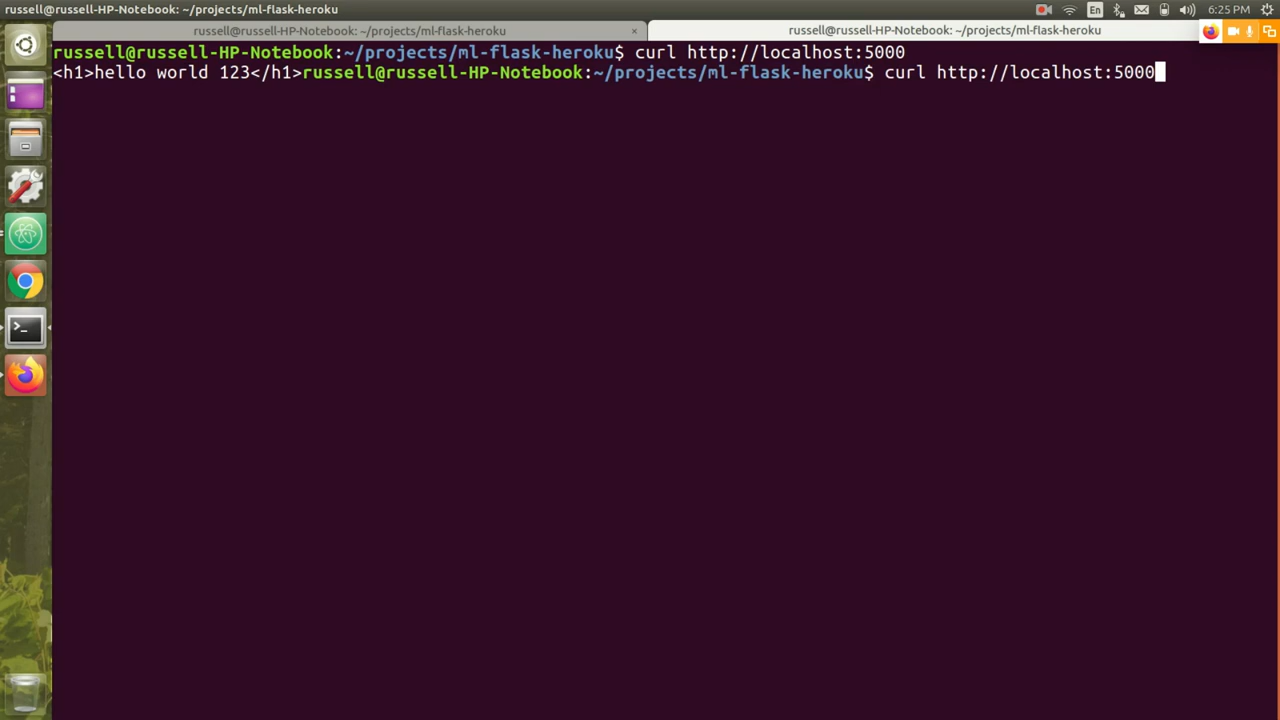 russell@russell-HP-Notebook: ~/projects/ml-flask-heroku
En
6:25 PM
russell@russell-HP-Notebook: ~/projects/ml-flask-heroku ×
russell@russell-HP-Notebook: ~/projects/ml-flask-heroku
russell@russell-HP-Notebook:~/projects/ml-flask-heroku$ curl http://localhost:5000
<h1>hello world 123</h1>russell@russell-HP-Notebook:~/projects/ml-flask-heroku$ curl http://localhost:5000